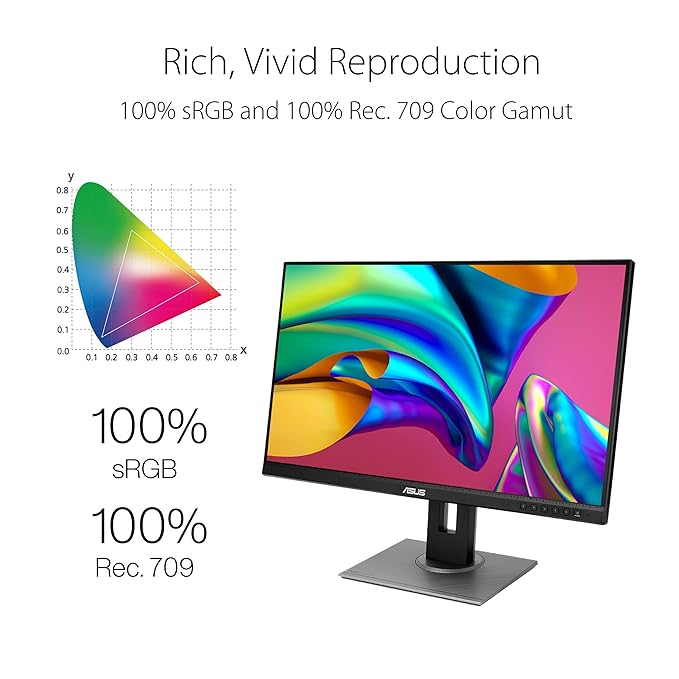 Rich, Vivid Reproduction
100% sRGB and 100% Rec. 709 Color Gamut
y
0.8
0.7
0.6
0.5
0.4
0.3
0.2
0.1
0.0
0.1 0.2 0.3 0.4 0.5 0.6 0.7 0.8
x
100%
sRGB
100%
Rec. 709
ASUS